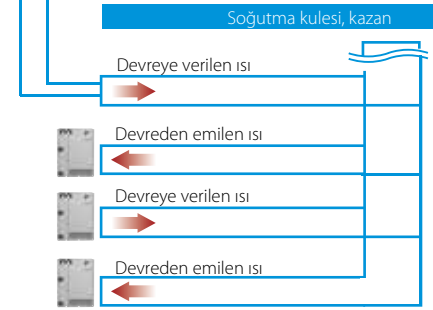 Soğutma kulesi, kazan
Devreye verilen ısı
Devreden emilen ısı
Devreye verilen ısı
Devreden emilen ısı